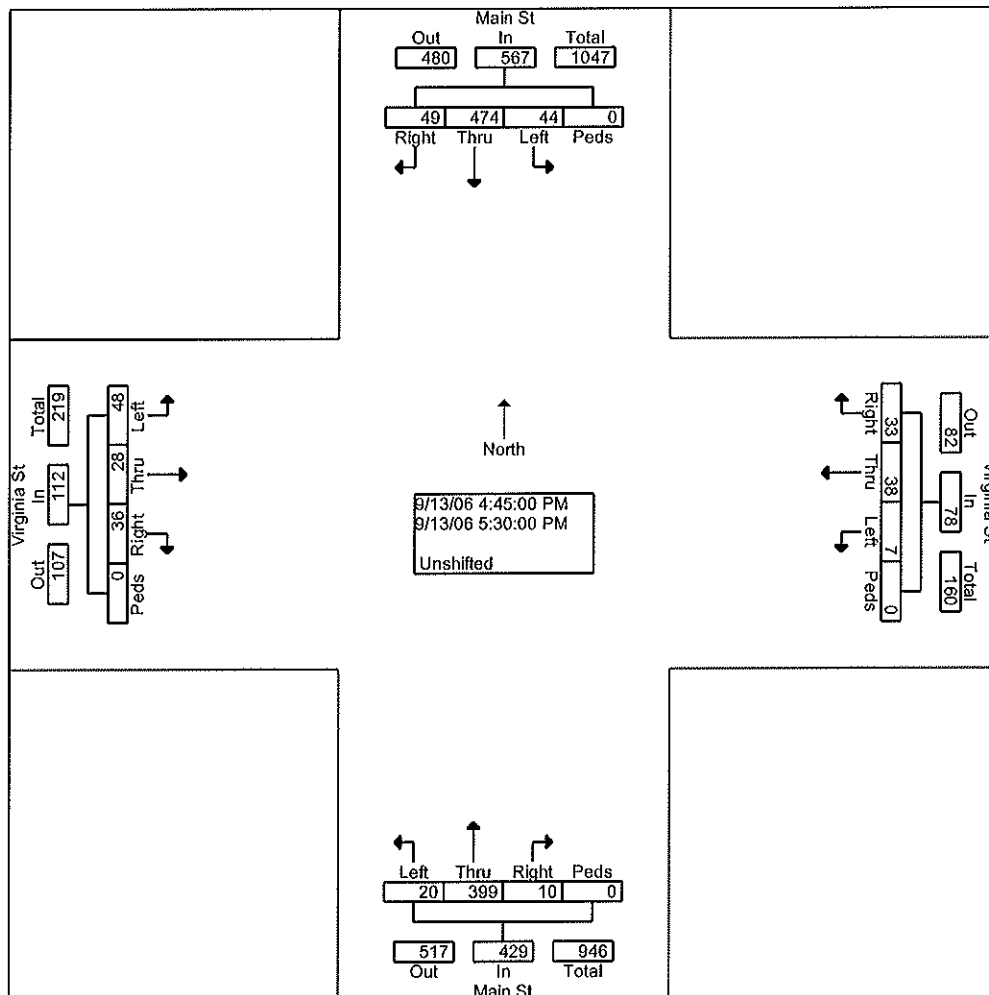 Main St
Out In Total
480 567 1047
49 474 44 0
Right Thru Left Peds
Virginia St
Total In Out
219 112 107
48 28 36 0
Left Thru Right Peds
North
9/13/06 4:45:00 PM
9/13/06 5:30:00 PM
Unshifted
Right Thru Left Peds
33 38 7 0
82 78 160
Out In Total
Virginia St
Left Thru Right Peds
20 399 10 0
517 429 946
Out In Total
Main St